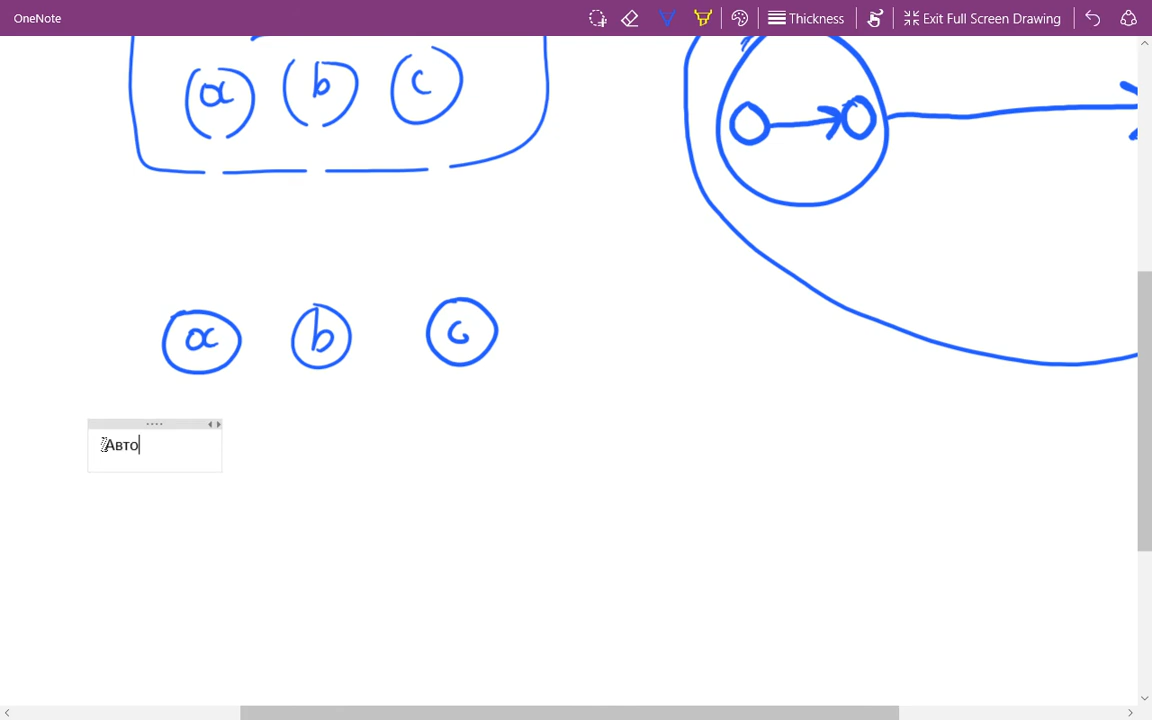 OneNote
Thickness
Exit Full Screen Drawing
a b c
a b c
Авто